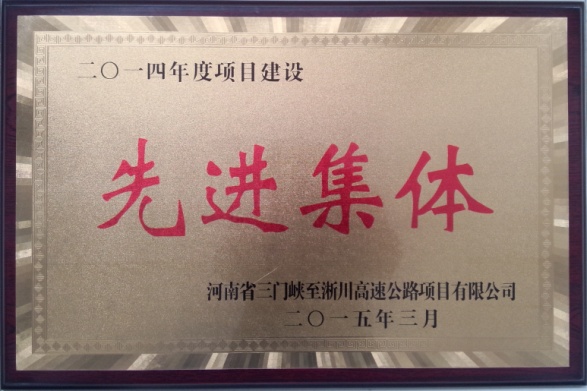 二〇一四年度项目建设
先进集体
河南省三门峡至淅川高速公路项目有限公司
二〇一五年三月